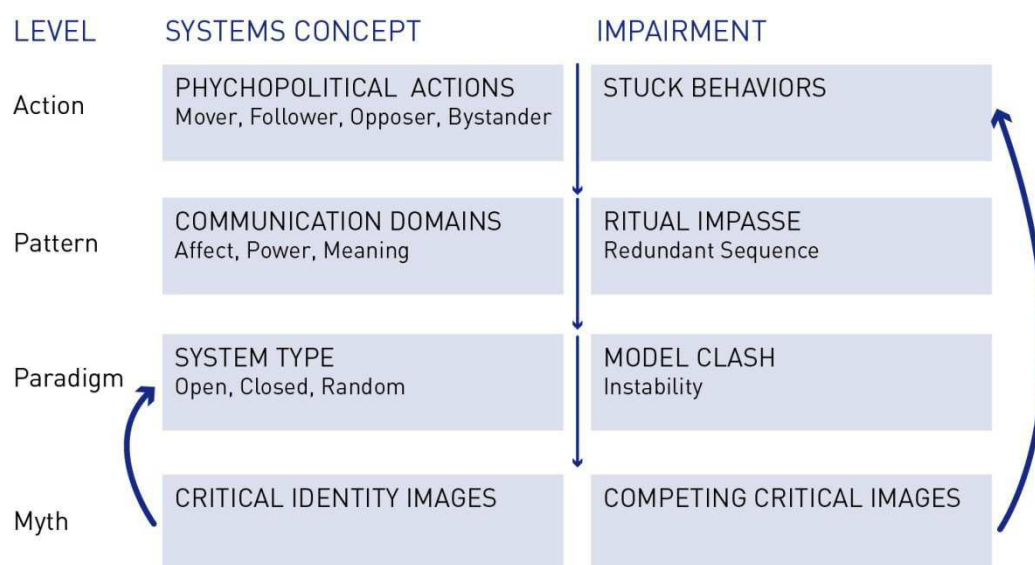 LEVEL SYSTEMS CONCEPT IMPAIRMENT
Action
PHYCHOPOLITICAL ACTIONS
Mover, Follower, Opposer, Bystander
STUCK BEHAVIORS
Pattern
COMMUNICATION DOMAINS
Affect, Power, Meaning
RITUAL IMPASSE
Redundant Sequence
Paradigm
SYSTEM TYPE
Open, Closed, Random
MODEL CLASH
Instability
Myth
CRITICAL IDENTITY IMAGES
COMPETING CRITICAL IMAGES